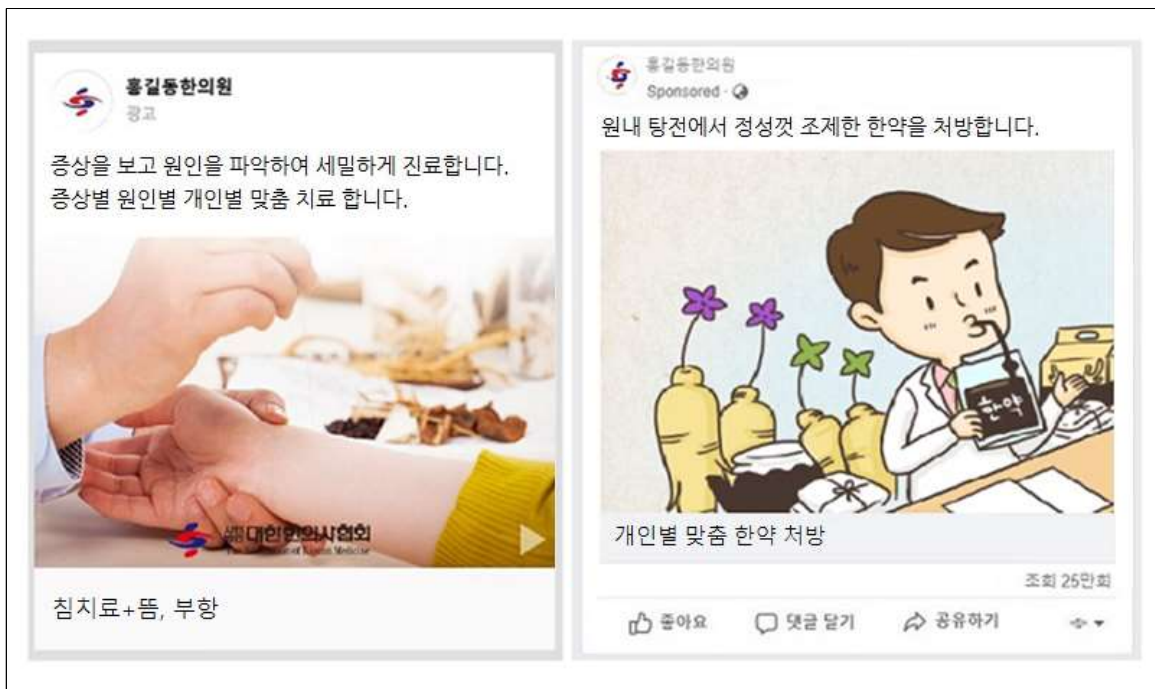 홍길동한의원
광고
증상을 보고 원인을 파악하여 세밀하게 진료합니다.
증상별 원인별 개인별 맞춤 치료 합니다.
대한한의사협회
침치료+뜸, 부항
홍길동한의원
Sponsored ·
원내 탕전에서 정성껏 조제한 한약을 처방합니다.
한약
개인별 맞춤 한약 처방
조회 25만회
좋아요 댓글 달기 공유하기